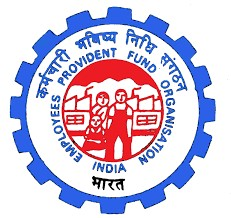 कर्मचारी भविष्य निधि संगठन
EMPLOYEES PROVIDENT FUND ORGANISATION
INDIA
भारत